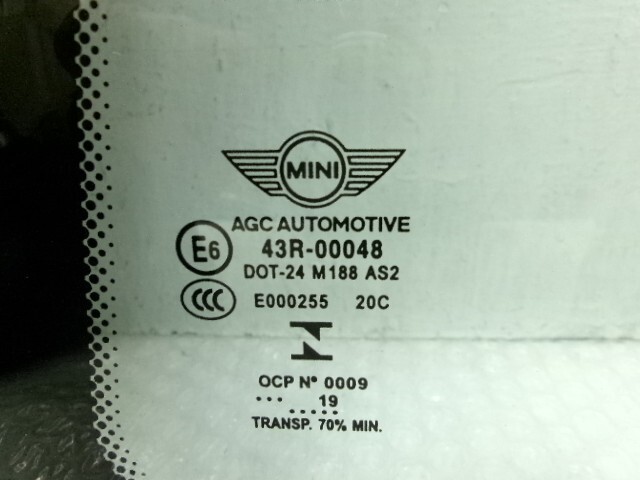 MINI
AGC AUTOMOTIVE
E6 43R-00048
DOT-24 M188 AS2
CCC E000255 20C
OCP Nº 0009
... 19
.....
TRANSP. 70% MIN.